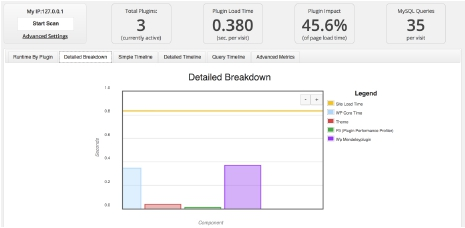 My IP:127.0.0.1
Start Scan
Advanced Settings
Total Plugins:
3
(currently active)
Plugin Load Time
0.380
(sec. per visit)
Plugin Impact
45.6%
(of page load time)
MySQL Queries
35
per visit
Runtime By Plugin
Detailed Breakdown
Simple Timeline
Detailed Timeline
Query Timeline
Advanced Metrics
Detailed Breakdown
1.0
0.8
0.6
0.4
0.2
0.0
Seconds
Component
- +
Legend
Site Load Time
WP Core Time
Theme
P3 (Plugin Performance Profiler)